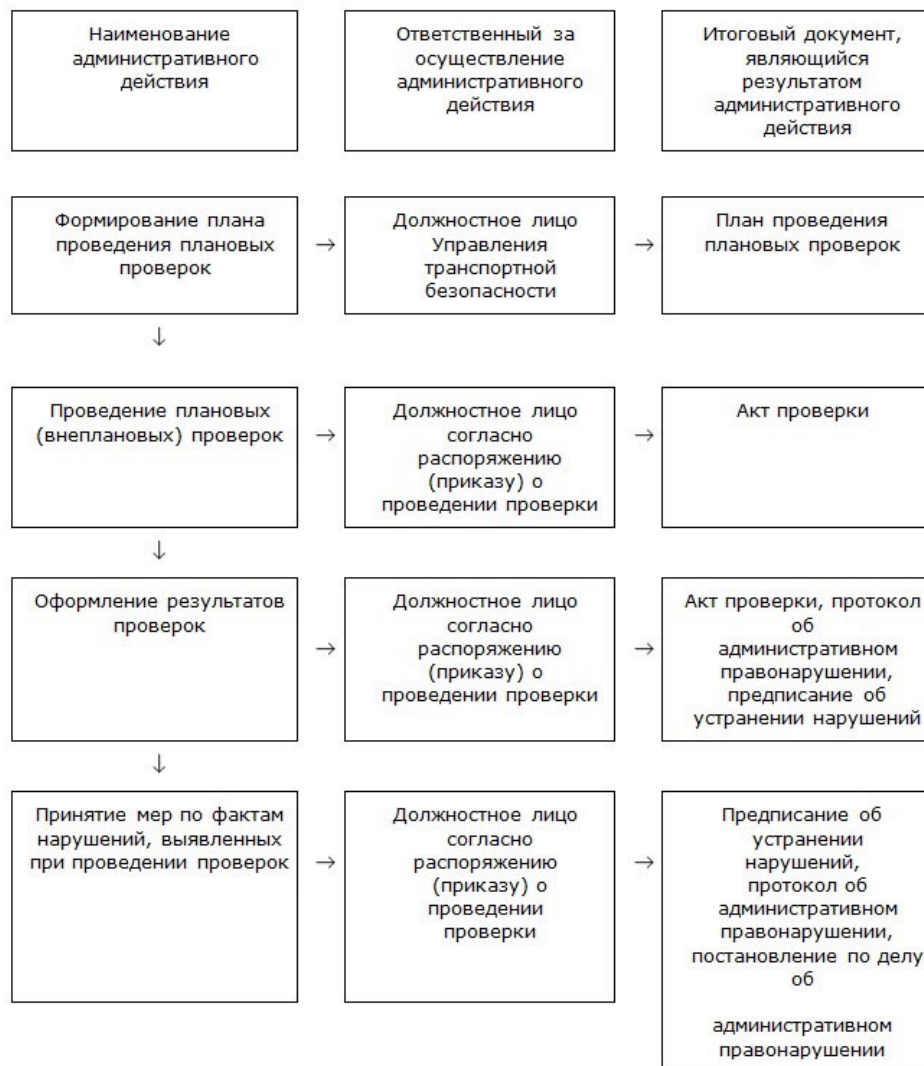 Наименование
административного
действия
Ответственный за
осуществление
административного
действия
Итоговый документ,
являющийся
результатом
административного
действия
Формирование плана
проведения плановых
проверок
→
Должностное лицо
Управления
транспортной
безопасности
→
План проведения
плановых проверок
↓
Проведение плановых
(внеплановых) проверок
→
Должностное лицо
согласно
распоряжению
(приказу) о
проведении проверки
→
Акт проверки
↓
Оформление результатов
проверок
→
Должностное лицо
согласно
распоряжению
(приказу) о
проведении проверки
→
Акт проверки, протокол
об
административном
правонарушении,
предписание об
устранении нарушений
↓
Принятие мер по фактам
нарушений, выявленных
при проведении проверок
→
Должностное лицо
согласно
распоряжению
(приказу) о
проведении
проверки
→
Предписание об
устранении
нарушений,
протокол об
административном
правонарушении,
постановление по делу
об
административном
правонарушении